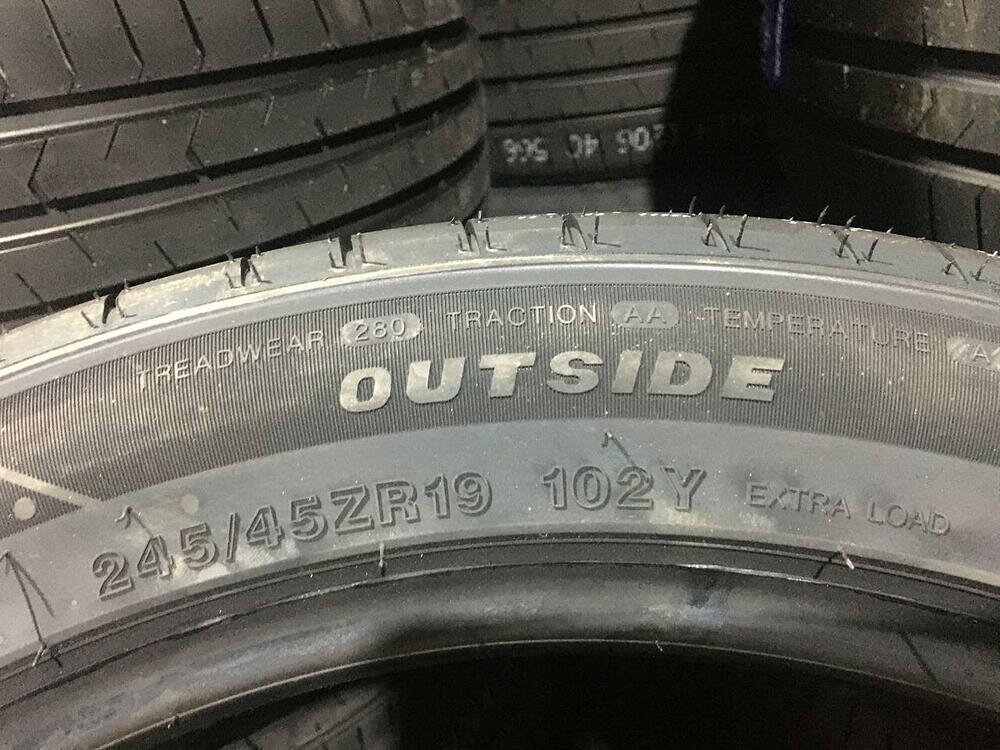 TREADWEAR 280 TRACTION AA TEMPERATURE A
OUTSIDE
245/45ZR19 102Y EXTRA LOAD